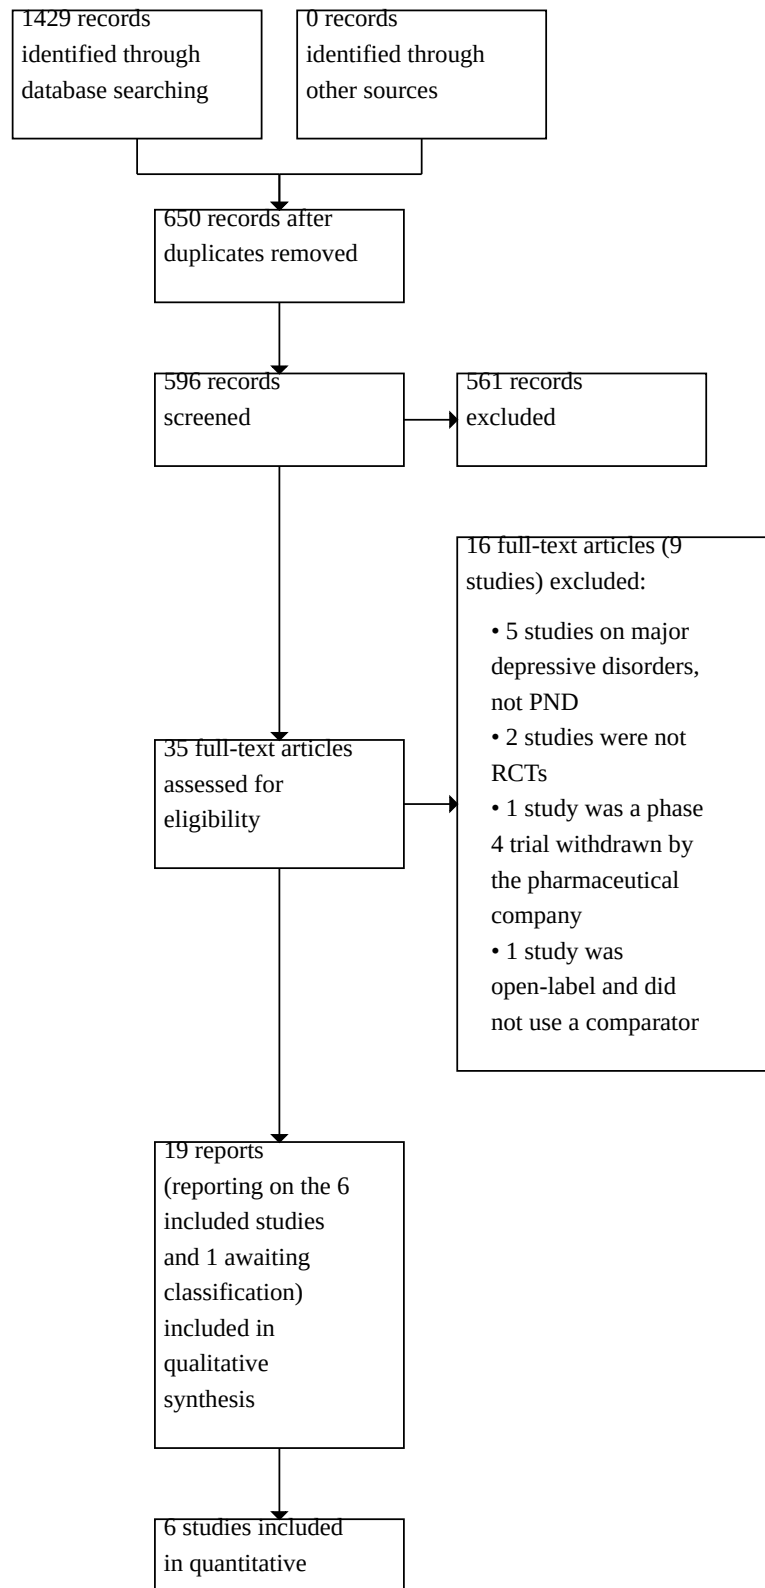 1429 records
identified through
database searching
0 records
identified through
other sources
650 records after
duplicates removed
596 records
screened
561 records
excluded
16 full-text articles (9
studies) excluded:
• 5 studies on major
depressive disorders,
not PND
• 2 studies were not
RCTs
• 1 study was a phase
4 trial withdrawn by
the pharmaceutical
company
• 1 study was
open-label and did
not use a comparator
35 full-text articles
assessed for
eligibility
19 reports
(reporting on the 6
included studies
and 1 awaiting
classification)
included in
qualitative
synthesis
6 studies included
in quantitative